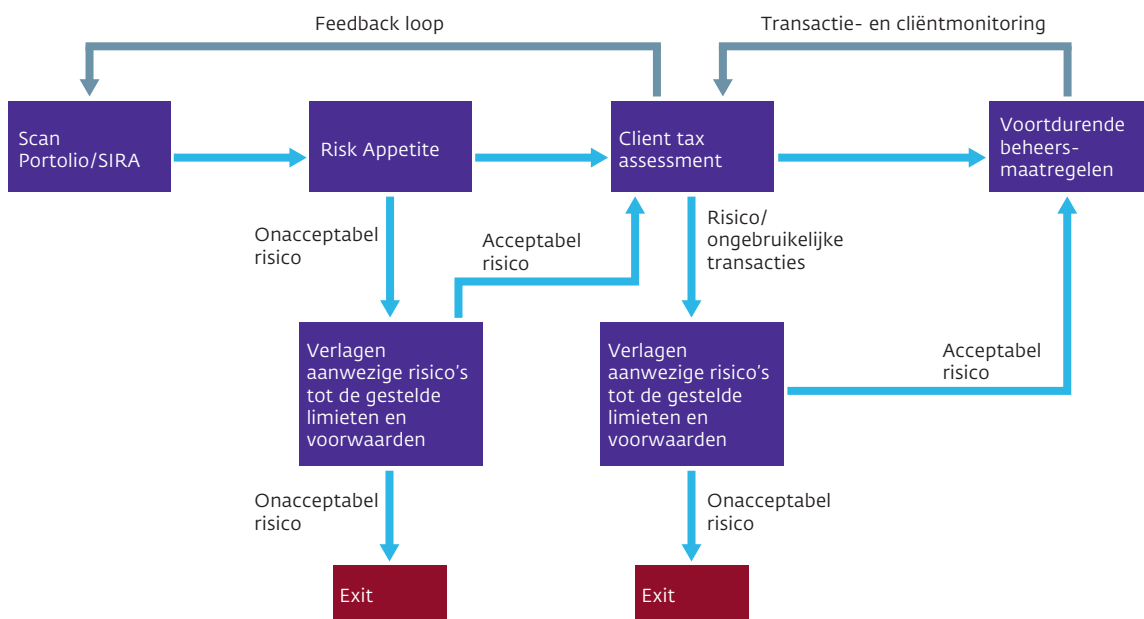 Feedback loop
Transactie- en cliëntmonitoring
Scan
Portolio/SIRA
Risk Appetite
Client tax
assessment
Voortdurende
beheers-
maatregelen
Onacceptabel
risico
Acceptabel
risico
Risico/
ongebruikelijke
transacties
Verlagen
aanwezige risico's
tot de gestelde
limieten en
voorwaarden
Verlagen
aanwezige risico's
tot de gestelde
limieten en
voorwaarden
Acceptabel
risico
Onacceptabel
risico
Onacceptabel
risico
Exit
Exit